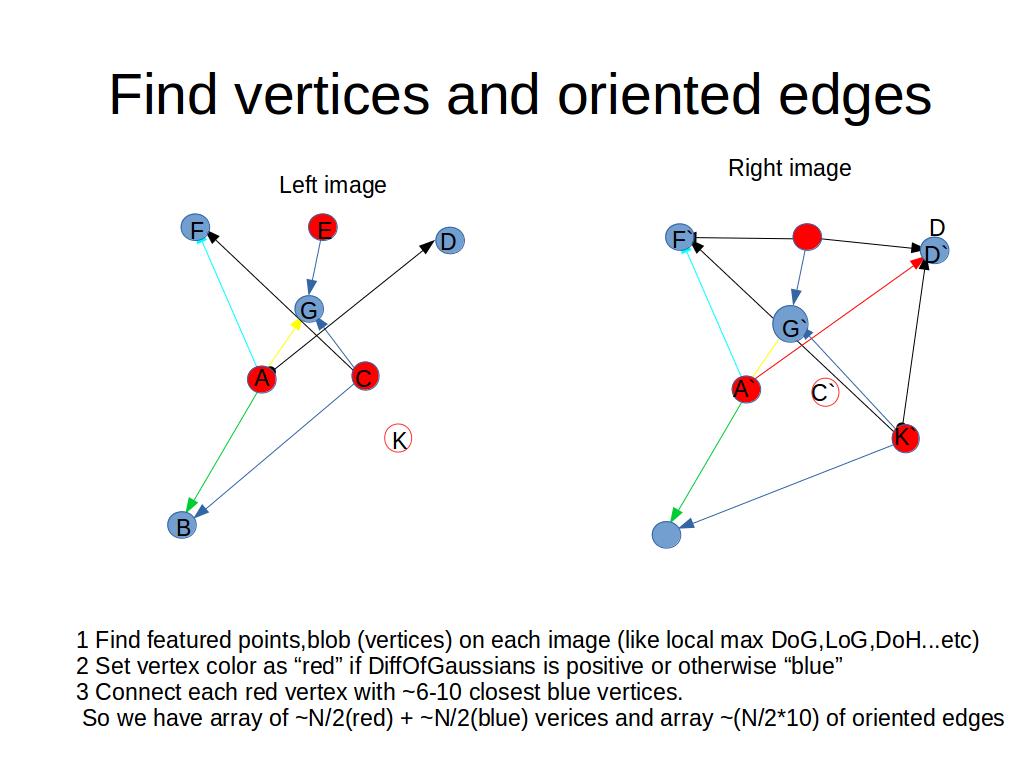 Find vertices and oriented edges
Left image
Right image
F
E
D
G
A
C
K
B
F`
D
D`
G`
A`
C`
K`
1 Find featured points,blob (vertices) on each image (like local max DoG,LoG,DoH...etc)
2 Set vertex color as “red” if DiffOfGaussians is positive or otherwise “blue”
3 Connect each red vertex with ~6-10 closest blue vertices.
So we have array of ~N/2(red) + ~N/2(blue) verices and array ~(N/2*10) of oriented edges